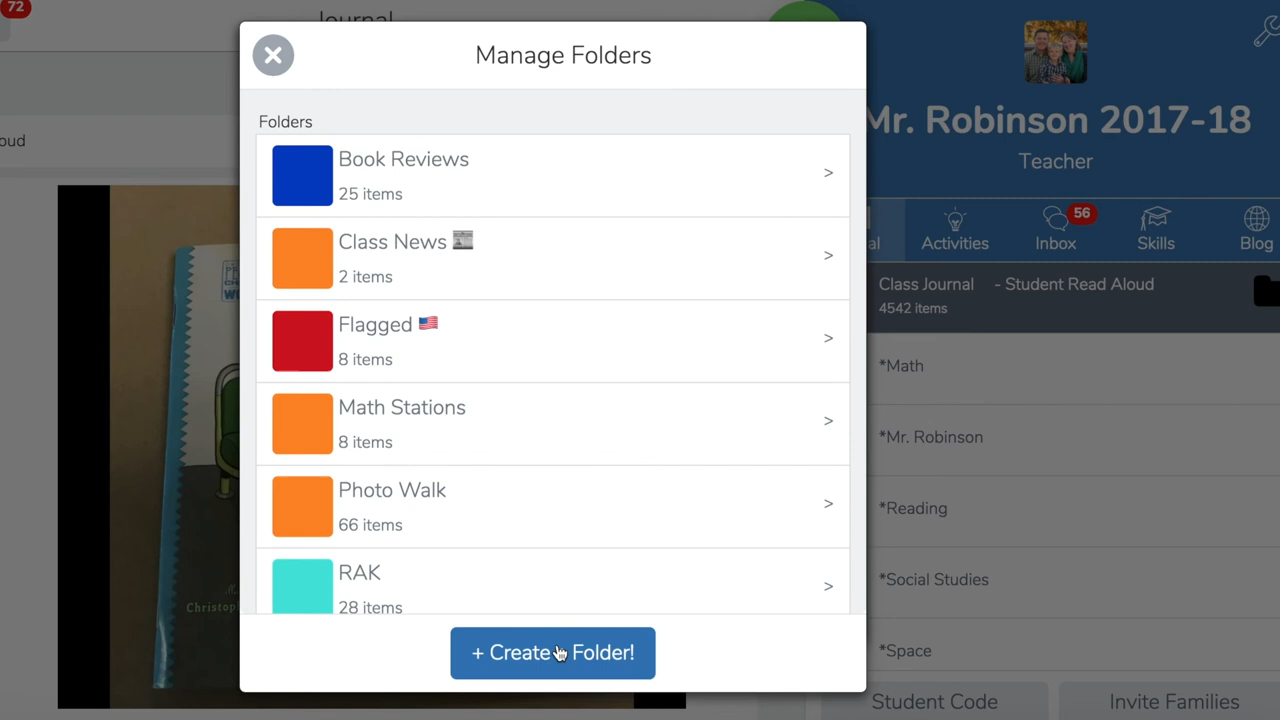 72
Journal
oud
Manage Folders
Folders
Book Reviews
25 items
>
Class News
2 items
>
Flagged
8 items
>
Math Stations
8 items
>
Photo Walk
66 items
>
RAK
28 items
>
+ Create Folder!
Mr. Robinson 2017-18
Teacher
al
Activities
Inbox
56
Skills
Blog
Class Journal - Student Read Aloud
4542 items
*Math
*Mr. Robinson
*Reading
*Social Studies
*Space
Student Code
Invite Families
Christop